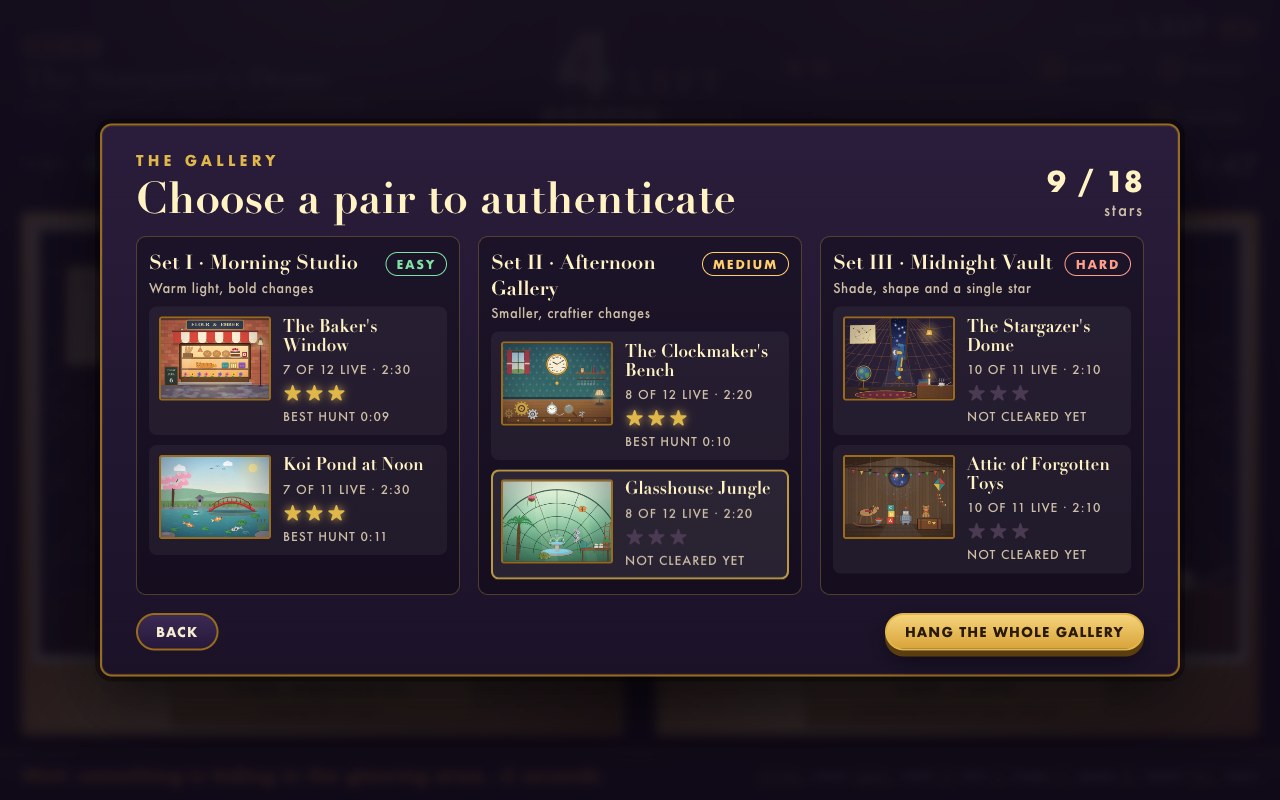 THE GALLERY
Choose a pair to authenticate
9 / 18
stars
Set I · Morning Studio
EASY
Warm light, bold changes
FLOUR & EMBER
The Baker's
Window
7 OF 12 LIVE · 2:30
BEST HUNT 0:09
Koi Pond at Noon
7 OF 11 LIVE · 2:30
BEST HUNT 0:11
Set II · Afternoon
Gallery
MEDIUM
Smaller, craftier changes
The Clockmaker's
Bench
8 OF 12 LIVE · 2:20
BEST HUNT 0:10
Glasshouse Jungle
8 OF 12 LIVE · 2:20
NOT CLEARED YET
Set III · Midnight Vault
HARD
Shade, shape and a single star
The Stargazer's
Dome
10 OF 11 LIVE · 2:10
NOT CLEARED YET
Attic of Forgotten
Toys
10 OF 11 LIVE · 2:10
NOT CLEARED YET
BACK
HANG THE WHOLE GALLERY